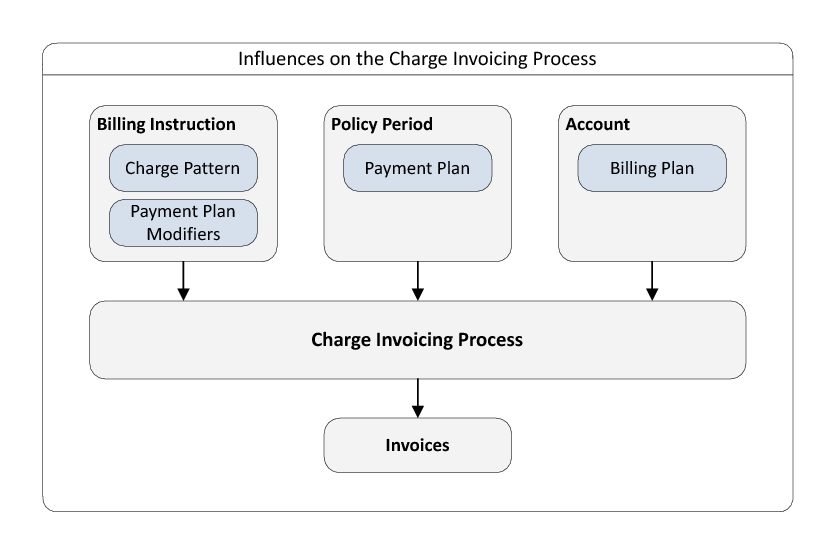 Influences on the Charge Invoicing Process
Billing Instruction
Charge Pattern
Payment Plan
Modifiers
Policy Period
Payment Plan
Account
Billing Plan
Charge Invoicing Process
Invoices